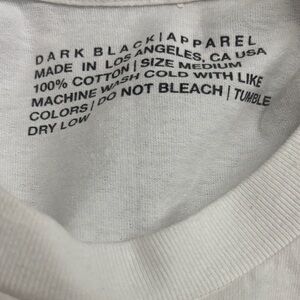 DARK BLACK|APPAREL
MADE IN LOS ANGELES, CA USA
100% COTTON | SIZE MEDIUM
MACHINE WASH COLD WITH LIKE
COLORS | DO NOT BLEACH | TUMBLE
DRY LOW